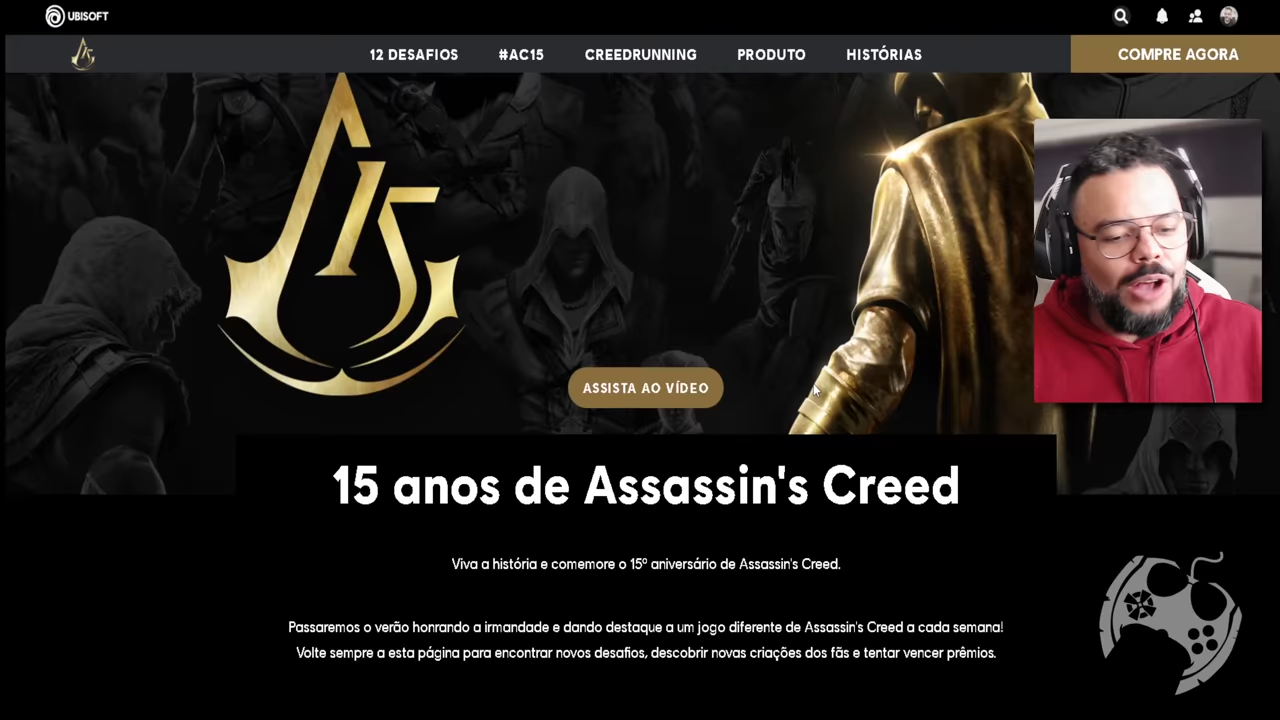 UBISOFT
12 DESAFIOS #AC15 CREEDRUNNING PRODUTO HISTÓRIAS COMPRE AGORA
15
ASSISTA AO VÍDEO
15 anos de Assassin's Creed
Viva a história e comemore o 15º aniversário de Assassin's Creed.
Passaremos o verão honrando a irmandade e dando destaque a um jogo diferente de Assassin's Creed a cada semana!
Volte sempre a esta página para encontrar novos desafios, descobrir novas criações dos fãs e tentar vencer prêmios.